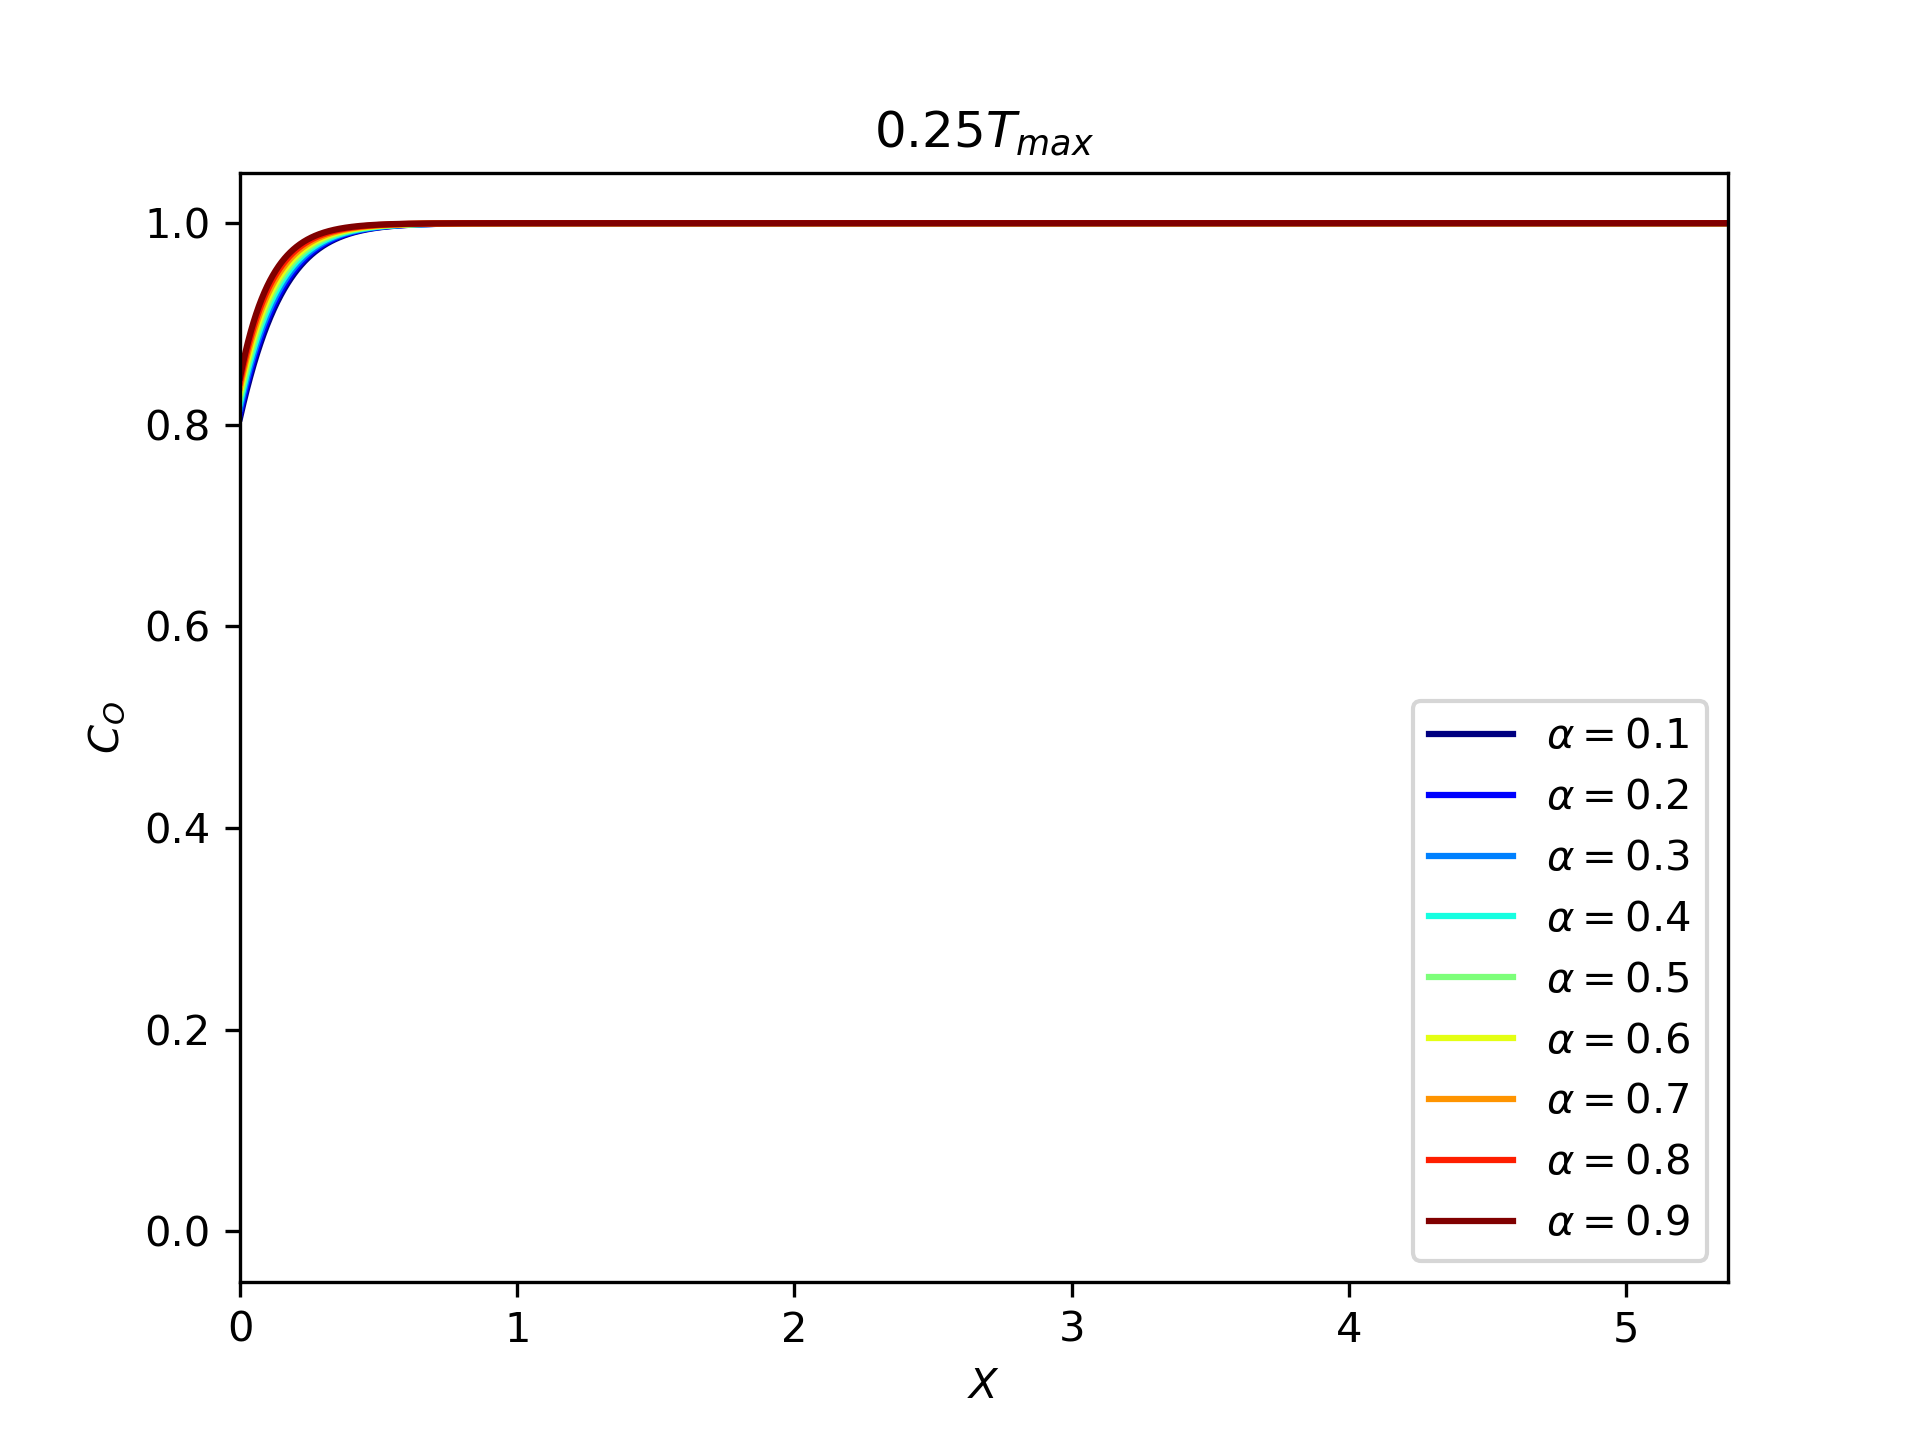 0.25T_max
1.0
0.8
0.6
0.4
0.2
0.0
C_O
0 1 2 3 4 5
X
α = 0.1
α = 0.2
α = 0.3
α = 0.4
α = 0.5
α = 0.6
α = 0.7
α = 0.8
α = 0.9